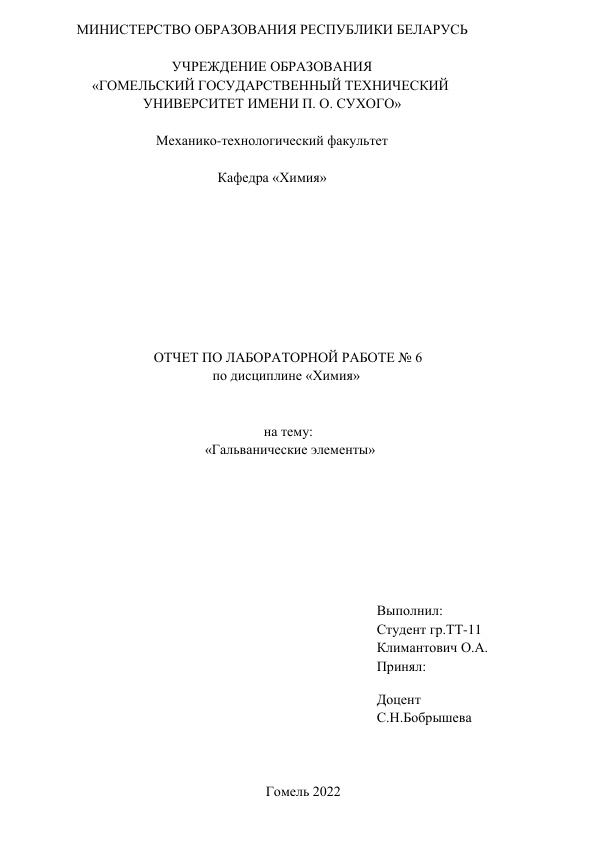 МИНИСТЕРСТВО ОБРАЗОВАНИЯ РЕСПУБЛИКИ БЕЛАРУСЬ
УЧРЕЖДЕНИЕ ОБРАЗОВАНИЯ
«ГОМЕЛЬСКИЙ ГОСУДАРСТВЕННЫЙ ТЕХНИЧЕСКИЙ
УНИВЕРСИТЕТ ИМЕНИ П. О. СУХОГО»
Механико-технологический факультет
Кафедра «Химия»
ОТЧЕТ ПО ЛАБОРАТОРНОЙ РАБОТЕ № 6
по дисциплине «Химия»
на тему:
«Гальванические элементы»
Выполнил:
Студент гр.ТТ-11
Климантович О.А.
Принял:
Доцент
С.Н.Бобрышева
Гомель 2022